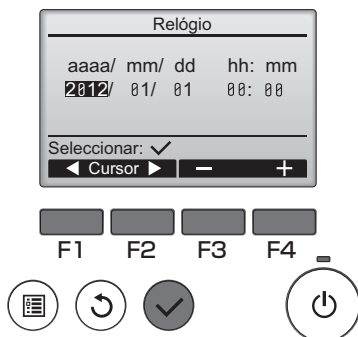 Relógio
aaaa/ mm/ dd hh: mm
2012/ 01/ 01 00: 00
Seleccionar: ✓
◀ Cursor ▶ − +
F1 F2 F3 F4